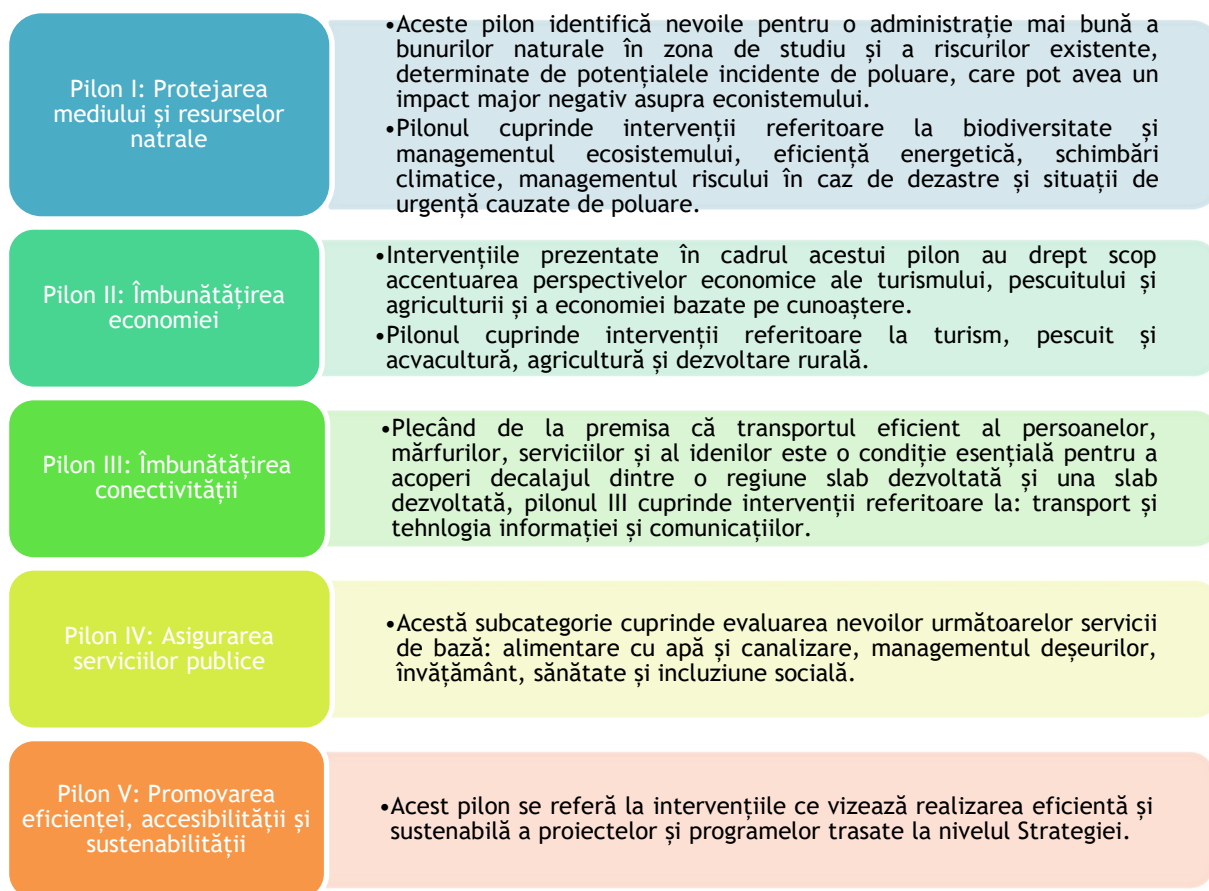 Pilon I: Protejarea
mediului și resurselor
natrale
•Aceste pilon identifică nevoile pentru o administrație mai bună a
bunurilor naturale în zona de studiu și a riscurilor existente,
determinate de potențialele incidente de poluare, care pot avea un
impact major negativ asupra econistemului.
•Pilonul cuprinde intervenții referitoare la biodiversitate și
managementul ecosistemului, eficiență energetică, schimbări
climatice, managementul riscului în caz de dezastre și situații de
urgență cauzate de poluare.
Pilon II: Îmbunătățirea
economiei
•Intervențiile prezentate în cadrul acestui pilon au drept scop
accentuarea perspectivelor economice ale turismului, pescuitului și
agriculturii și a economiei bazate pe cunoaștere.
•Pilonul cuprinde intervenții referitoare la turism, pescuit și
acvacultură, agricultură și dezvoltare rurală.
Pilon III: Îmbunătățirea
conectivității
•Plecând de la premisa că transportul eficient al persoanelor,
mărfurilor, serviciilor și al idenilor este o condiție esențială pentru a
acoperi decalajul dintre o regiune slab dezvoltată și una slab
dezvoltată, pilonul III cuprinde intervenții referitoare la: transport și
tehnlogia informației și comunicațiilor.
Pilon IV: Asigurarea
serviciilor publice
•Acestă subcategorie cuprinde evaluarea nevoilor următoarelor servicii
de bază: alimentare cu apă și canalizare, managementul deșeurilor,
învățământ, sănătate și incluziune socială.
Pilon V: Promovarea
eficienței, accesibilității și
sustenabilității
•Acest pilon se referă la intervențiile ce vizează realizarea eficientă și
sustenabilă a proiectelor și programelor trasate la nivelul Strategiei.